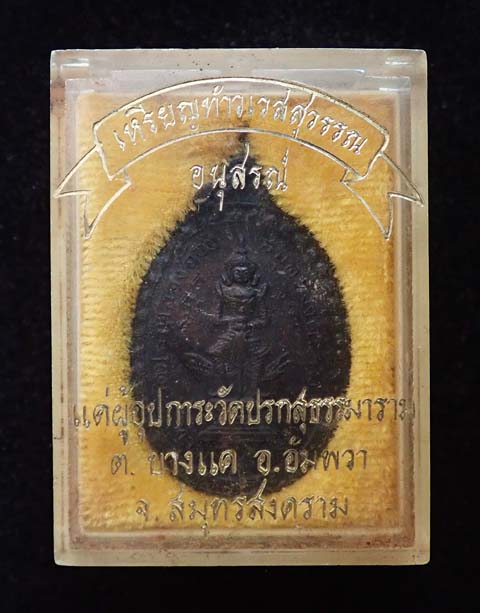 เหรียญท้าวเวสสุวรรณ
อนุสรณ์
แด่ผู้อุปการะวัดปรกสุธรรมาราม
ต. บางแค อ.อัมพวา
จ. สมุทรสงคราม